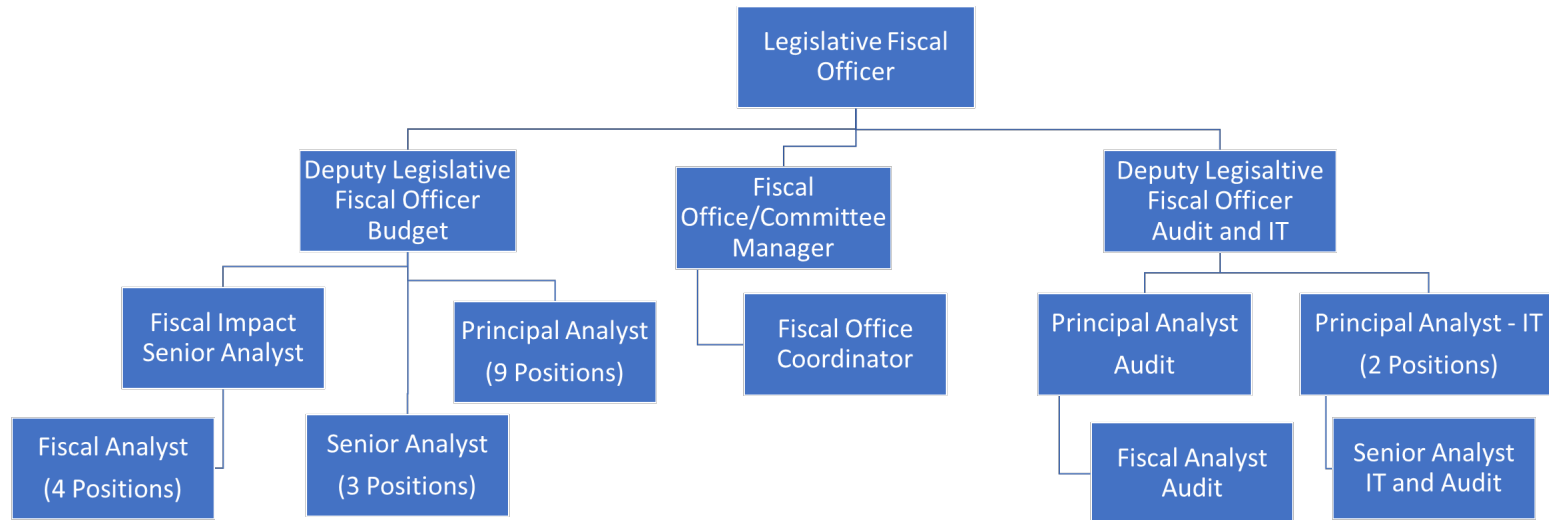 Legislative Fiscal
Officer
Deputy Legislative
Fiscal Officer
Budget
Fiscal
Office/Committee
Manager
Deputy Legisaltive
Fiscal Officer
Audit and IT
Fiscal Impact
Senior Analyst
Principal Analyst
(9 Positions)
Fiscal Office
Coordinator
Principal Analyst
Audit
Principal Analyst - IT
(2 Positions)
Fiscal Analyst
(4 Positions)
Senior Analyst
(3 Positions)
Fiscal Analyst
Audit
Senior Analyst
IT and Audit